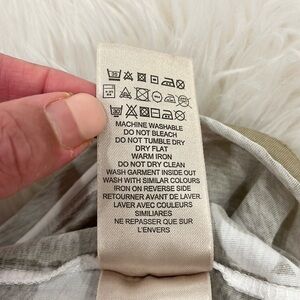 MACHINE WASHABLE
DO NOT BLEACH
DO NOT TUMBLE DRY
DRY FLAT
WARM IRON
DO NOT DRY CLEAN
WASH GARMENT INSIDE OUT
WASH WITH SIMILAR COLOURS
IRON ON REVERSE SIDE
RETOURNER AVANT DE LAVER.
LAVER AVEC COULEURS
SIMILIARES
NE REPASSER QUE SUR
L'ENVERS